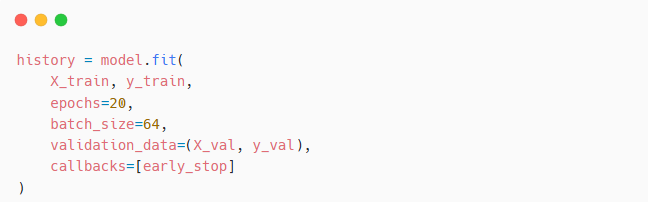 history = model.fit(
    X_train, y_train,
    epochs=20,
    batch_size=64,
    validation_data=(X_val, y_val),
    callbacks=[early_stop]
)